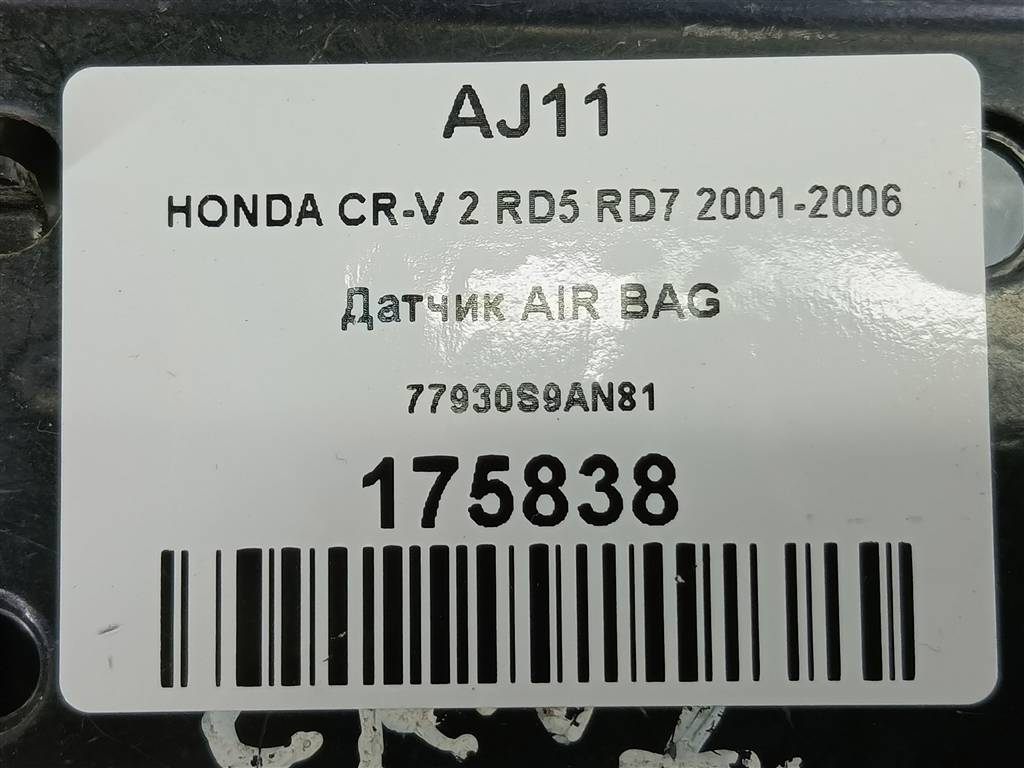 AJ11
HONDA CR-V 2 RD5 RD7 2001-2006
Датчик AIR BAG
77930S9AN81
175838